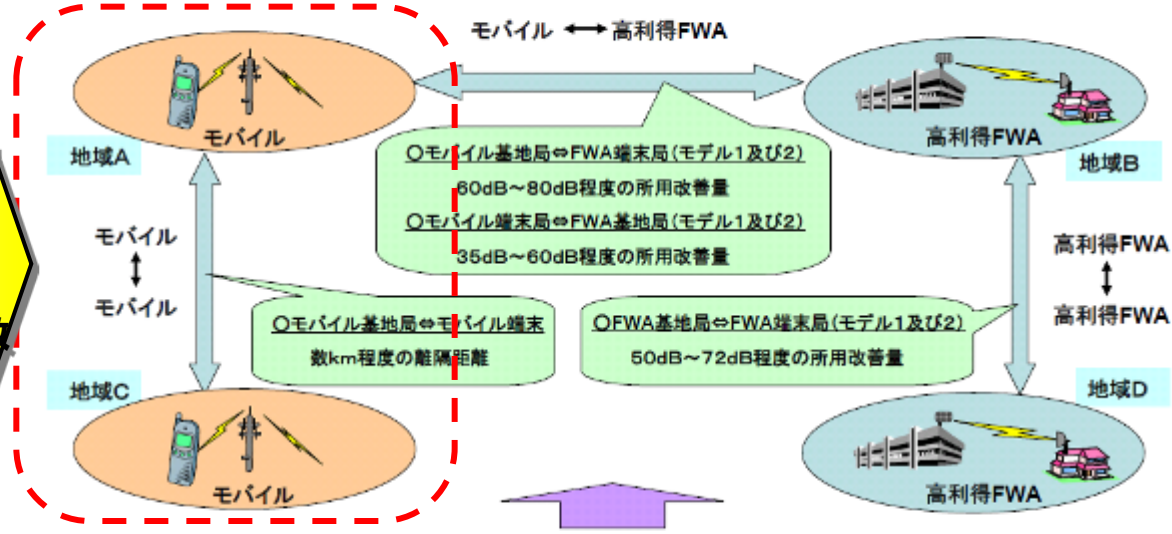 モバイル ⟷ 高利得FWA
モバイル
高利得FWA
地域A
地域B
〇モバイル基地局⇔FWA端末局(モデル1及び2)
60dB～80dB程度の所用改善量
〇モバイル端末局⇔FWA基地局(モデル1及び2)
35dB～60dB程度の所用改善量
モバイル
↕
モバイル
高利得FWA
↕
高利得FWA
〇モバイル基地局⇔モバイル端末
数km程度の離隔距離
〇FWA基地局⇔FWA端末局(モデル1及び2)
50dB～72dB程度の所用改善量
地域C
地域D
モバイル
高利得FWA